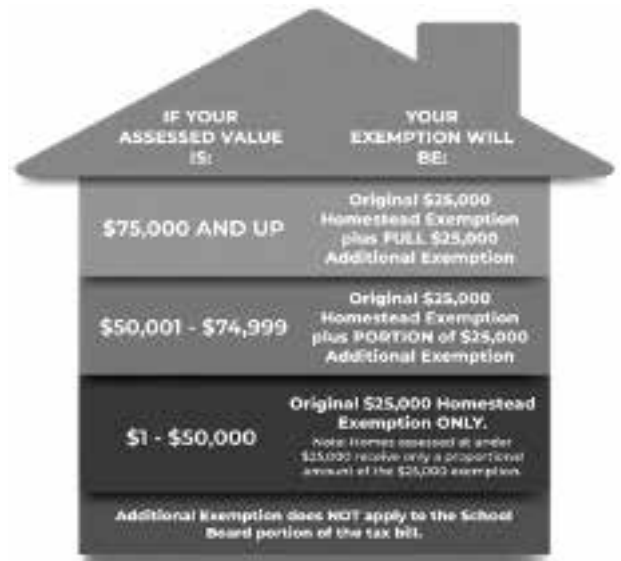 IF YOUR
ASSESSED VALUE
IS:
YOUR
EXEMPTION WILL
BE:
$75,000 AND UP
Original $25,000
Homestead Exemption
plus FULL $25,000
Additional Exemption
$50,001 - $74,999
Original $25,000
Homestead Exemption
plus PORTION of $25,000
Additional Exemption
$1 - $50,000
Original $25,000 Homestead
Exemption ONLY.
Note: Homes assessed at under
$25,000 receive only a proportional
amount of the $25,000 exemption.
Additional Exemption does NOT apply to the School
Board portion of the tax bill.